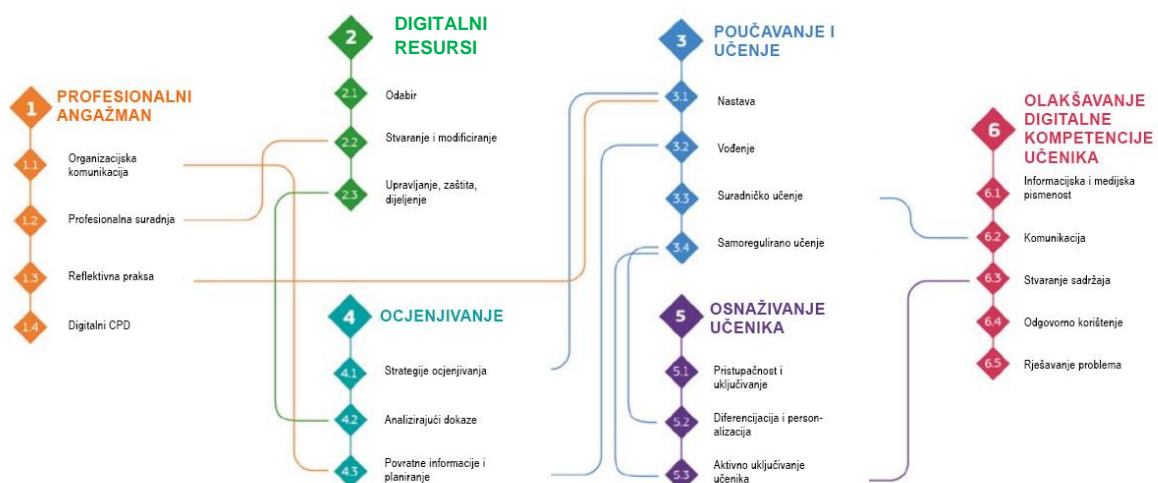 1
PROFESIONALNI
ANGAŽMAN
1.1
Organizacijska
komunikacija
1.2
Profesionalna suradnja
1.3
Reflektivna praksa
1.4
Digitalni CPD
2
DIGITALNI
RESURSI
2.1
Odabir
2.2
Stvaranje i modificiranje
2.3
Upravljanje, zaštita,
dijeljenje
3
POUČAVANJE I
UČENJE
3.1
Nastava
3.2
Vođenje
3.3
Suradničko učenje
3.4
Samoregulirano učenje
4
OCJENJIVANJE
4.1
Strategije ocjenjivanja
4.2
Analizirajući dokaze
4.3
Povratne informacije i
planiranje
5
OSNAŽIVANJE
UČENIKA
5.1
Pristupačnost i
uključivanje
5.2
Diferencijacija i person-
alizacija
5.3
Aktivno uključivanje
učenika
6
OLAKŠAVANJE
DIGITALNE
KOMPETENCIJE
UČENIKA
6.1
Informacijska i medijska
pismenost
6.2
Komunikacija
6.3
Stvaranje sadržaja
6.4
Odgovorno korištenje
6.5
Rješavanje problema